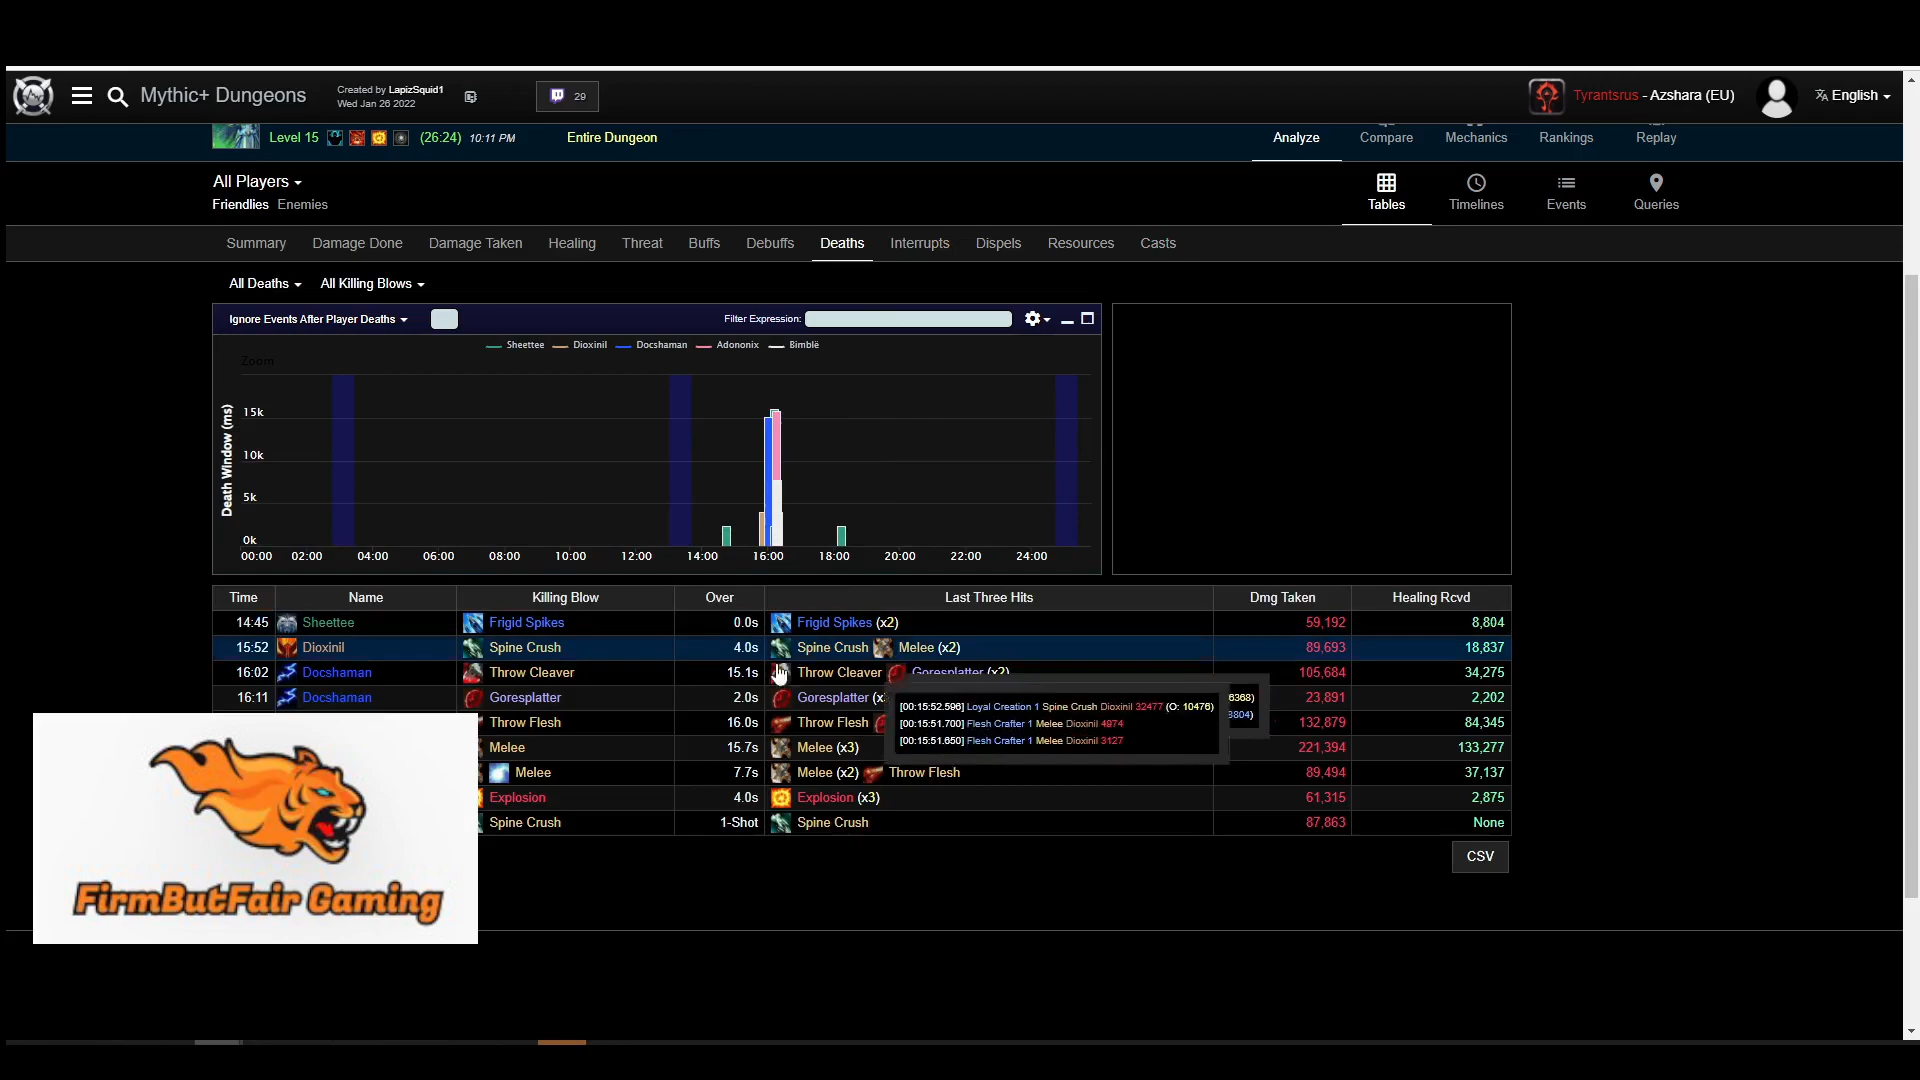 Mythic+ Dungeons
Created by LapizSquid1
Wed Jan 26 2022
29
Tyrantsrus - Azshara (EU)
English
Level 15 (26:24) 10:11 PM Entire Dungeon
Analyze Compare Mechanics Rankings Replay
All Players
Friendlies Enemies
Tables Timelines Events Queries
Summary Damage Done Damage Taken Healing Threat Buffs Debuffs Deaths Interrupts Dispels Resources Casts
All Deaths All Killing Blows
Ignore Events After Player Deaths Filter Expression:
Sheettee Dioxinil Docshaman Adononix Bimblë
Zoom
Death Window (ms)
15k
10k
5k
0k
00:00 02:00 04:00 06:00 08:00 10:00 12:00 14:00 16:00 18:00 20:00 22:00 24:00
Time Name Killing Blow Over Last Three Hits Dmg Taken Healing Rcvd
14:45 Sheettee Frigid Spikes 0.0s Frigid Spikes (x2) 59,192 8,804
15:52 Dioxinil Spine Crush 4.0s Spine Crush Melee (x2) 89,693 18,837
16:02 Docshaman Throw Cleaver 15.1s Throw Cleaver Goresplatter (x2) 105,684 34,275
16:11 Docshaman Goresplatter 2.0s Goresplatter 23,891 2,202
Throw Flesh 16.0s Throw Flesh 132,879 84,345
Melee 15.7s Melee (x3) 221,394 133,277
Melee 7.7s Melee (x2) Throw Flesh 89,494 37,137
Explosion 4.0s Explosion (x3) 61,315 2,875
Spine Crush 1-Shot Spine Crush 87,863 None
[00:15:52.596] Loyal Creation 1 Spine Crush Dioxinil 32477 (O: 10476)
[00:15:51.700] Flesh Crafter 1 Melee Dioxinil 4974
[00:15:51.650] Flesh Crafter 1 Melee Dioxinil 3127
CSV
FirmButFair Gaming